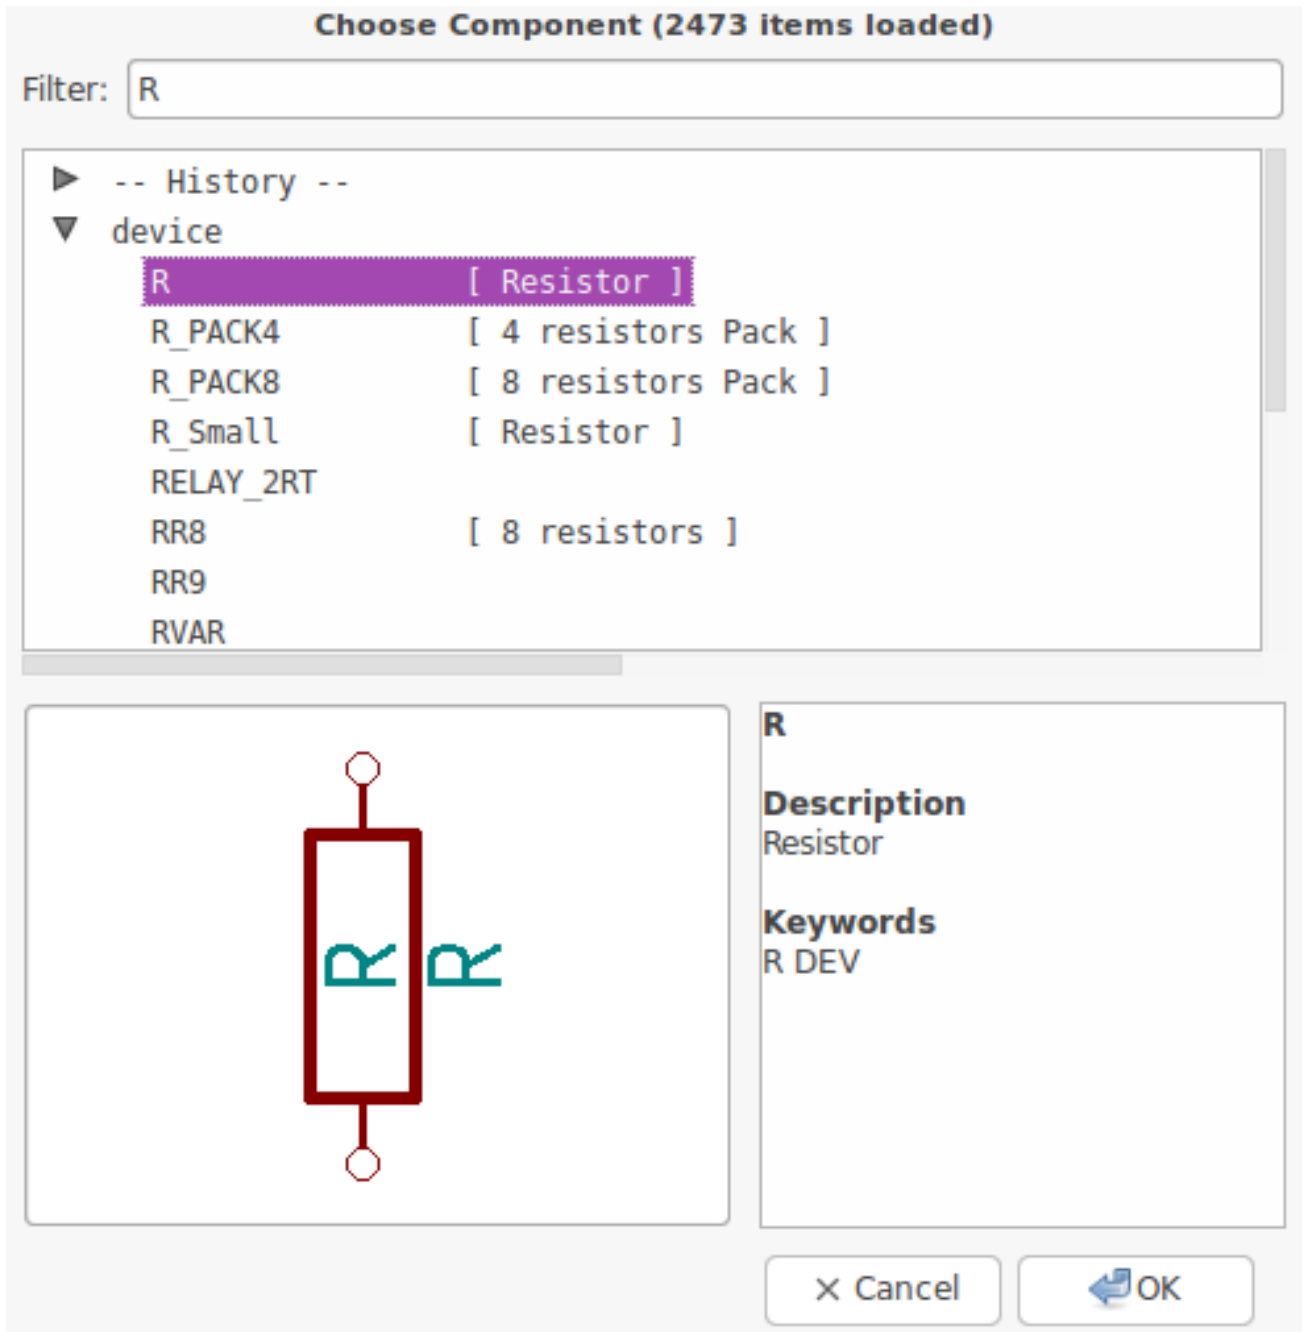 Choose Component (2473 items loaded)
Filter: R
-- History --
device
R [ Resistor ]
R_PACK4 [ 4 resistors Pack ]
R_PACK8 [ 8 resistors Pack ]
R_Small [ Resistor ]
RELAY_2RT
RR8 [ 8 resistors ]
RR9
RVAR
R R
R
Description
Resistor
Keywords
R DEV
Cancel OK